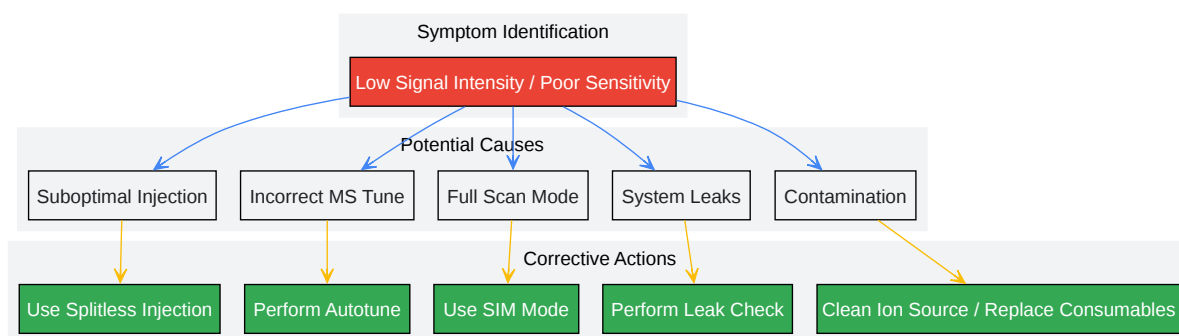 Symptom Identification
Low Signal Intensity / Poor Sensitivity
Potential Causes
Suboptimal Injection
Incorrect MS Tune
Full Scan Mode
System Leaks
Contamination
Corrective Actions
Use Splitless Injection
Perform Autotune
Use SIM Mode
Perform Leak Check
Clean Ion Source / Replace Consumables